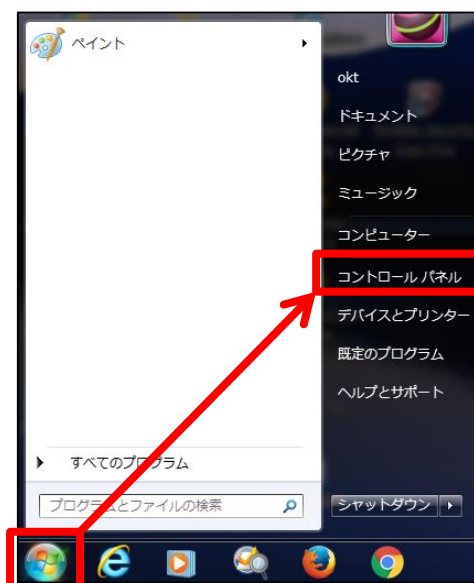 ペイント
okt
ドキュメント
ピクチャ
ミュージック
コンピューター
コントロール パネル
デバイスとプリンター
既定のプログラム
ヘルプとサポート
すべてのプログラム
プログラムとファイルの検索
シャットダウン